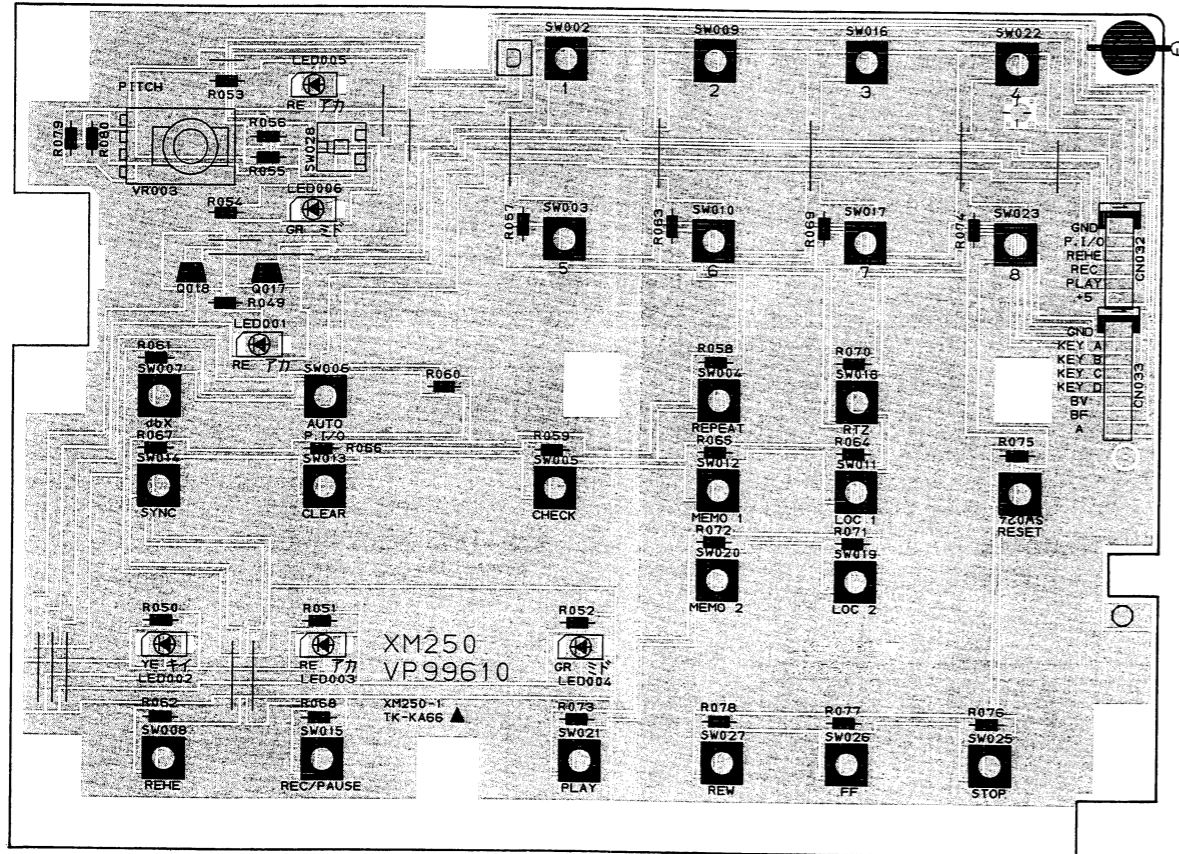 SW002
SW009
SW016
SW022
D
1
2
3
4
LED005
PITCH
R053
RE アカ
R079
R080
R056
R055
SW028
VR003
LED006
R054
GR ミド
R057
SW003
R063
SW010
R069
SW017
R074
SW023
5
6
7
8
GND
P.I/O
REHE
REC
PLAY
+5
CN032
GND
KEY A
KEY B
KEY C
KEY D
BV
BF
A
CN033
Q018
Q017
R049
LED001
RE アカ
R061
SW007
dbX
SW006
AUTO
P.I/O
R060
R058
SW004
REPEAT
R070
SW018
RTZ
R067
SW014
SYNC
R066
SW013
CLEAR
R059
SW005
CHECK
R065
SW012
MEMO 1
R064
SW011
LOC 1
R075
SW024
RESET
R072
SW020
MEMO 2
R071
SW019
LOC 2
R050
YE キイ
LED002
R051
RE アカ
LED003
XM250
VP99610
R052
GR ミド
LED004
XM250-1
TK-KA66
R062
SW008
REHE
R068
SW015
REC/PAUSE
R073
SW021
PLAY
R078
SW027
REW
R077
SW026
FF
R076
SW025
STOP